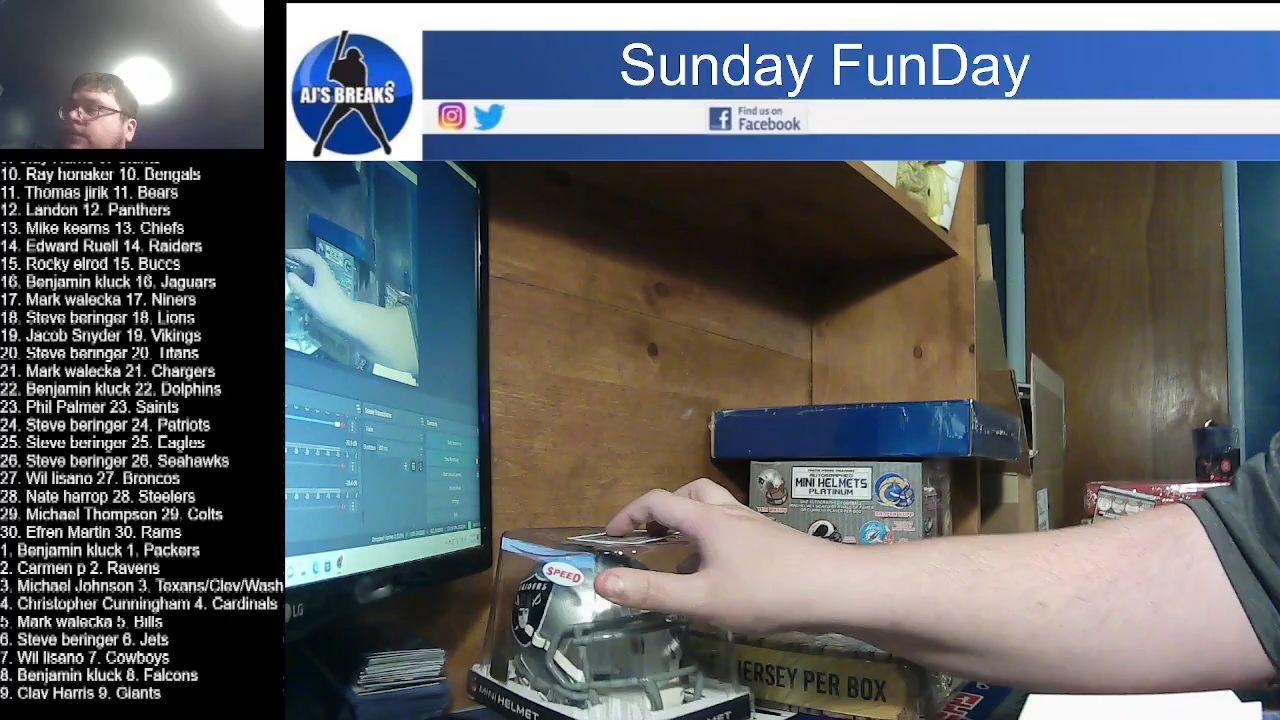 Sunday FunDay
AJ'S BREAKS
Find us on
Facebook
10. Ray honaker 10. Bengals
11. Thomas jirik 11. Bears
12. Landon 12. Panthers
13. Mike kearns 13. Chiefs
14. Edward Ruell 14. Raiders
15. Rocky elrod 15. Buccs
16. Benjamin kluck 16. Jaguars
17. Mark walecka 17. Niners
18. Steve beringer 18. Lions
19. Jacob Snyder 19. Vikings
20. Steve beringer 20. Titans
21. Mark walecka 21. Chargers
22. Benjamin kluck 22. Dolphins
23. Phil Palmer 23. Saints
24. Steve beringer 24. Patriots
25. Steve beringer 25. Eagles
26. Steve beringer 26. Seahawks
27. Wil lisano 27. Broncos
28. Nate harrop 28. Steelers
29. Michael Thompson 29. Colts
30. Efren Martin 30. Rams
1. Benjamin kluck 1. Packers
2. Carmen p 2. Ravens
3. Michael Johnson 3. Texans/Clev/Wash
4. Christopher Cunningham 4. Cardinals
5. Mark walecka 5. Bills
6. Steve beringer 6. Jets
7. Wil lisano 7. Cowboys
8. Benjamin kluck 8. Falcons
9. Clay Harris 9. Giants
AUTOGRAPHED
MINI HELMETS
PLATINUM
SPEED
RAIDERS
MINI HELMET
JERSEY PER BOX
LG